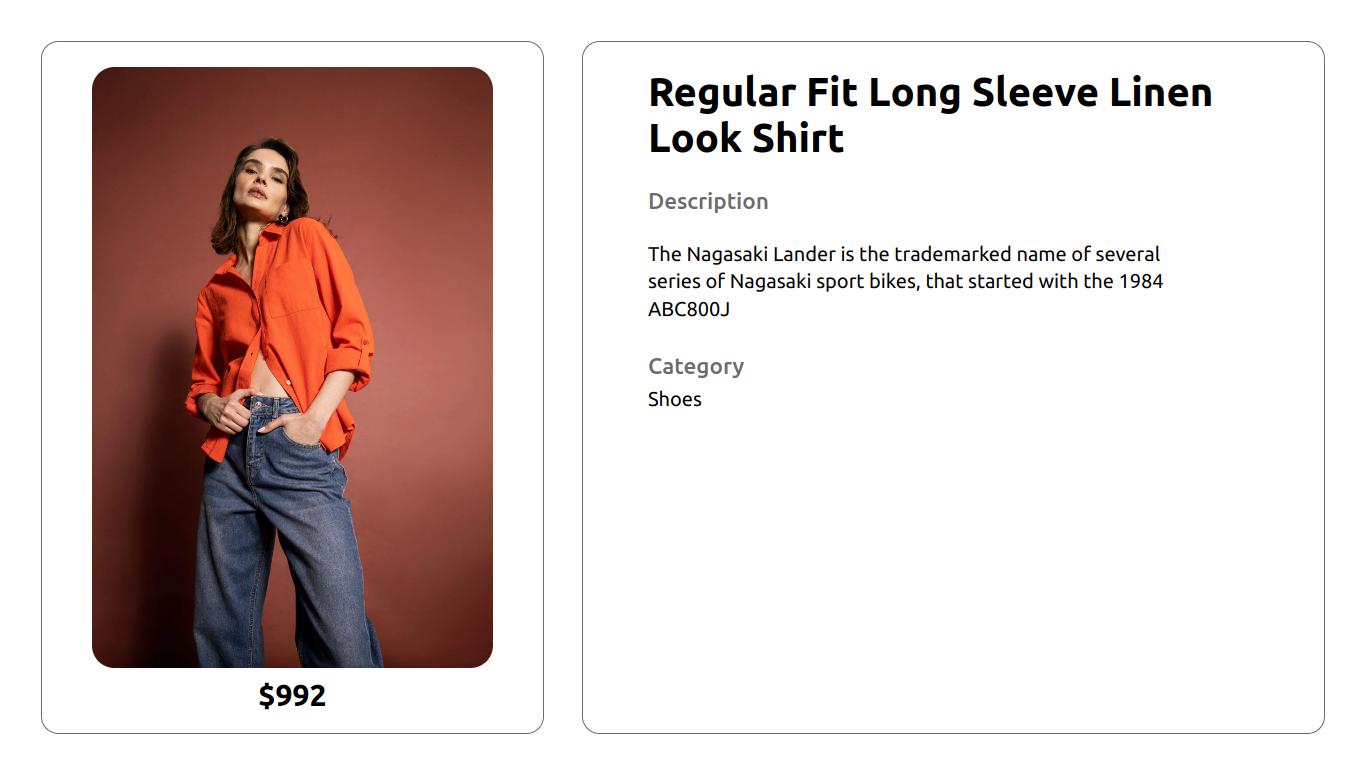 $992
Regular Fit Long Sleeve Linen
Look Shirt
Description
The Nagasaki Lander is the trademarked name of several
series of Nagasaki sport bikes, that started with the 1984
ABC800J
Category
Shoes